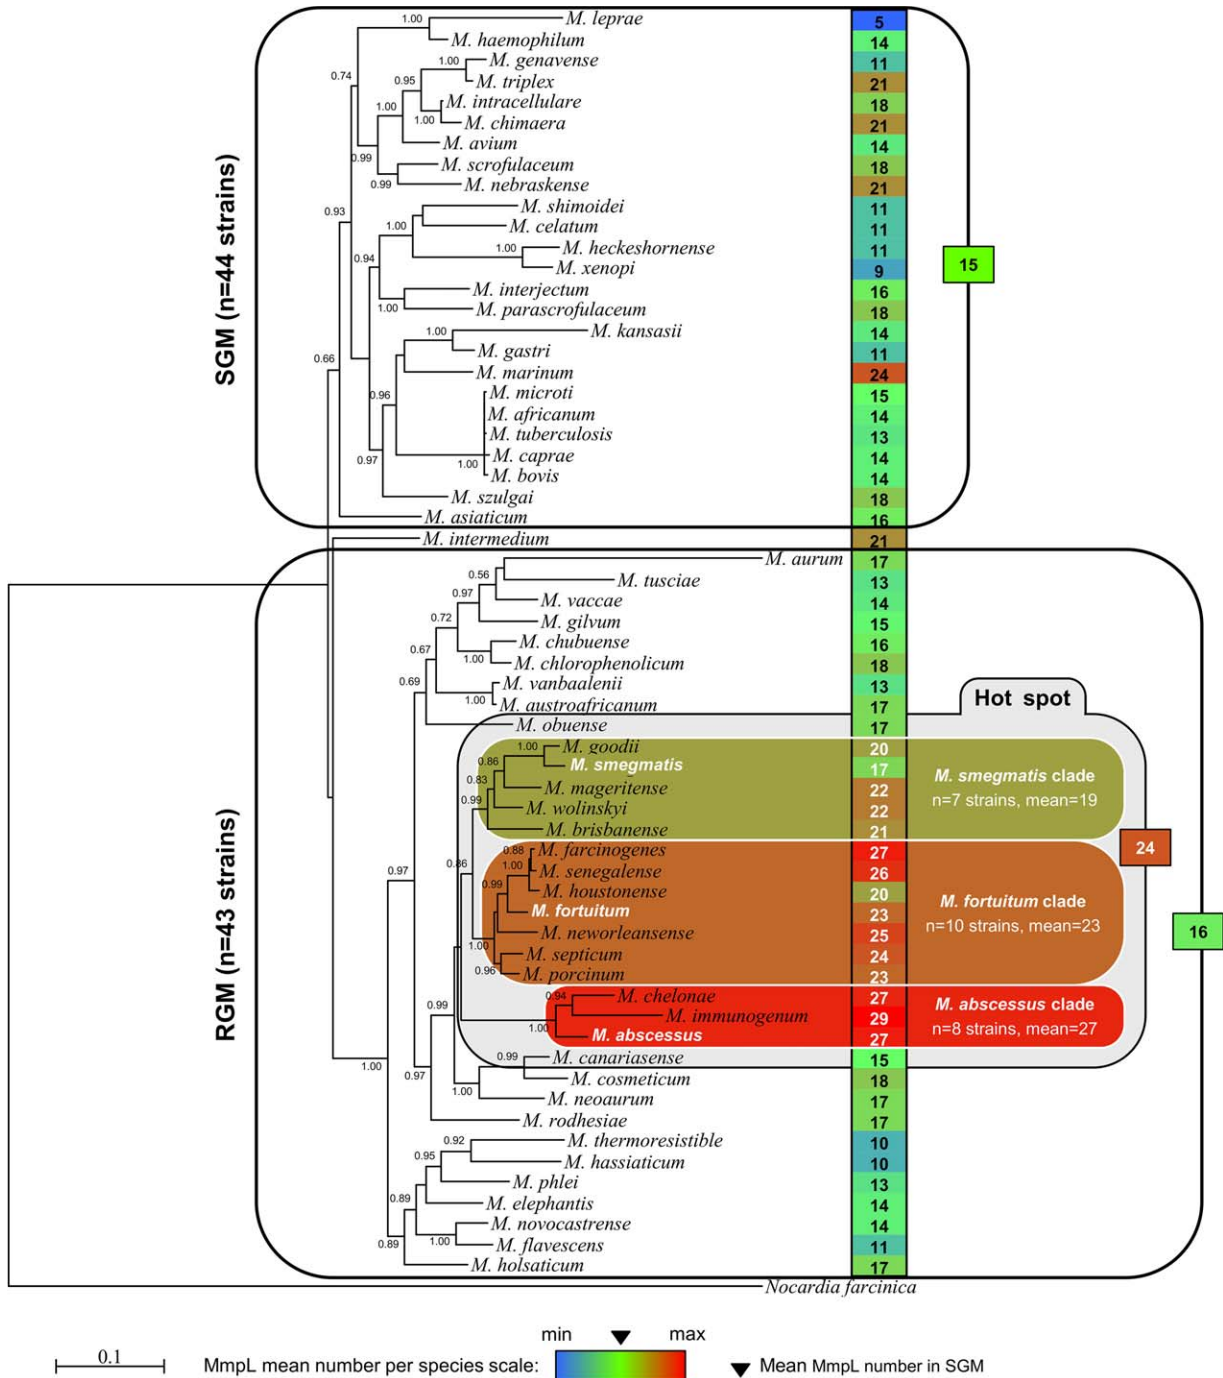 SGM (n=44 strains)
1.00 M. leprae 5
M. haemophilum 14
1.00 M. genavense 11
0.74 0.95 M. triplex 21
M. intracellulare 18
1.00 1.00 M. chimaera 21
M. avium 14
0.99 M. scrofulaceum 18
0.99 M. nebraskense 21
0.93 M. shimoidei 11
1.00 M. celatum 11
1.00 M. heckeshornense 11
0.94 M. xenopi 9
15
M. interjectum 16
1.00 M. parascrofulaceum 18
1.00 M. kansasii 14
M. gastri 11
0.66 M. marinum 24
0.96 M. microti 15
M. africanum 14
M. tuberculosis 13
0.97 1.00 M. caprae 14
M. bovis 14
M. szulgai 18
M. asiaticum 16
M. intermedium 21
RGM (n=43 strains)
M. aurum 17
0.56 M. tusciae 13
0.97 M. vaccae 14
0.72 M. gilvum 15
M. chubuense 16
0.67 1.00 M. chlorophenolicum 18
0.69 M. vanbaalenii 13
1.00 M. austroafricanum 17
Hot spot
M. obuense 17
1.00 M. goodii 20
0.86 M. smegmatis 17 M. smegmatis clade
0.83 M. mageritense 22 n=7 strains, mean=19
0.99 M. wolinskyi 22
M. brisbanense 21
24
0.88 M. farcinogenes 27
0.86 1.00 M. senegalense 26
0.97 0.99 M. houstonense 20 M. fortuitum clade
M. fortuitum 23 n=10 strains, mean=23
M. neworleansense 25
16
1.00 M. septicum 24
0.96 M. porcinum 23
0.94 M. chelonae 27 M. abscessus clade
0.99 M. immunogenum 29 n=8 strains, mean=27
1.00 M. abscessus 27
0.99 M. canariasense 15
1.00 0.97 M. cosmeticum 18
1.00 M. neoaurum 17
M. rodhesiae 17
0.92 M. thermoresistible 10
0.95 M. hassiaticum 10
M. phlei 13
0.89 M. elephantis 14
M. novocastrense 14
0.89 1.00 M. flavescens 11
M. holsaticum 17
Nocardia farcinica
min max
0.1 MmpL mean number per species scale: Mean MmpL number in SGM